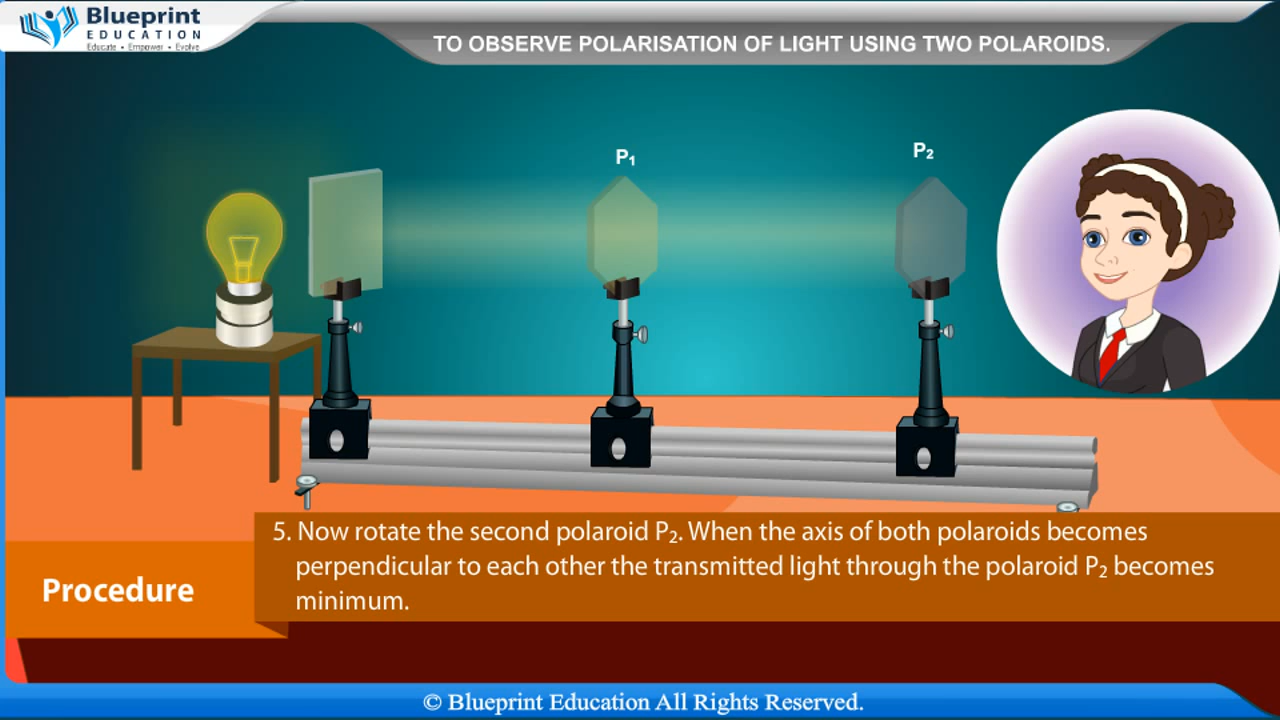 Blueprint
EDUCATION
Educate • Empower • Evolve
TO OBSERVE POLARISATION OF LIGHT USING TWO POLAROIDS.
P₁
P₂
5. Now rotate the second polaroid P₂. When the axis of both polaroids becomes
perpendicular to each other the transmitted light through the polaroid P₂ becomes
minimum.
Procedure
© Blueprint Education All Rights Reserved.